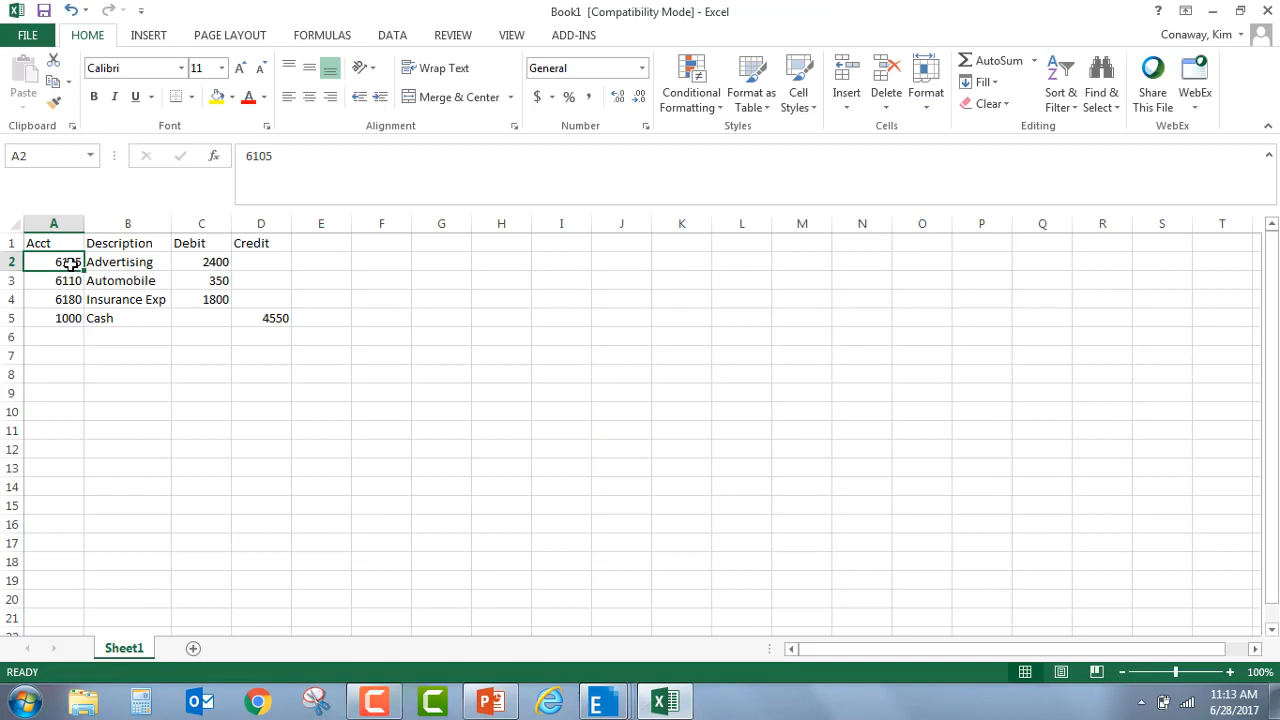 Book1 [Compatibility Mode] - Excel
?
FILE HOME INSERT PAGE LAYOUT FORMULAS DATA REVIEW VIEW ADD-INS Conaway, Kim
Paste
Calibri 11 A A
B I U A
Wrap Text
Merge & Center
General
$ % ,
Conditional Formatting
Format as Table
Cell Styles
Insert
Delete
Format
AutoSum
Fill
Clear
Sort & Filter
Find & Select
Share This File
WebEx
Clipboard Font Alignment Number Styles Cells Editing WebEx
A2 fx 6105
A B C D E F G H I J K L M N O P Q R S T
1 Acct Description Debit Credit
2 Advertising 2400
3 6110 Automobile 350
4 6180 Insurance Exp 1800
5 1000 Cash 4550
6
7
8
9
10
11
12
13
14
15
16
17
18
19
20
21
Sheet1
READY 100%
11:13 AM
6/28/2017